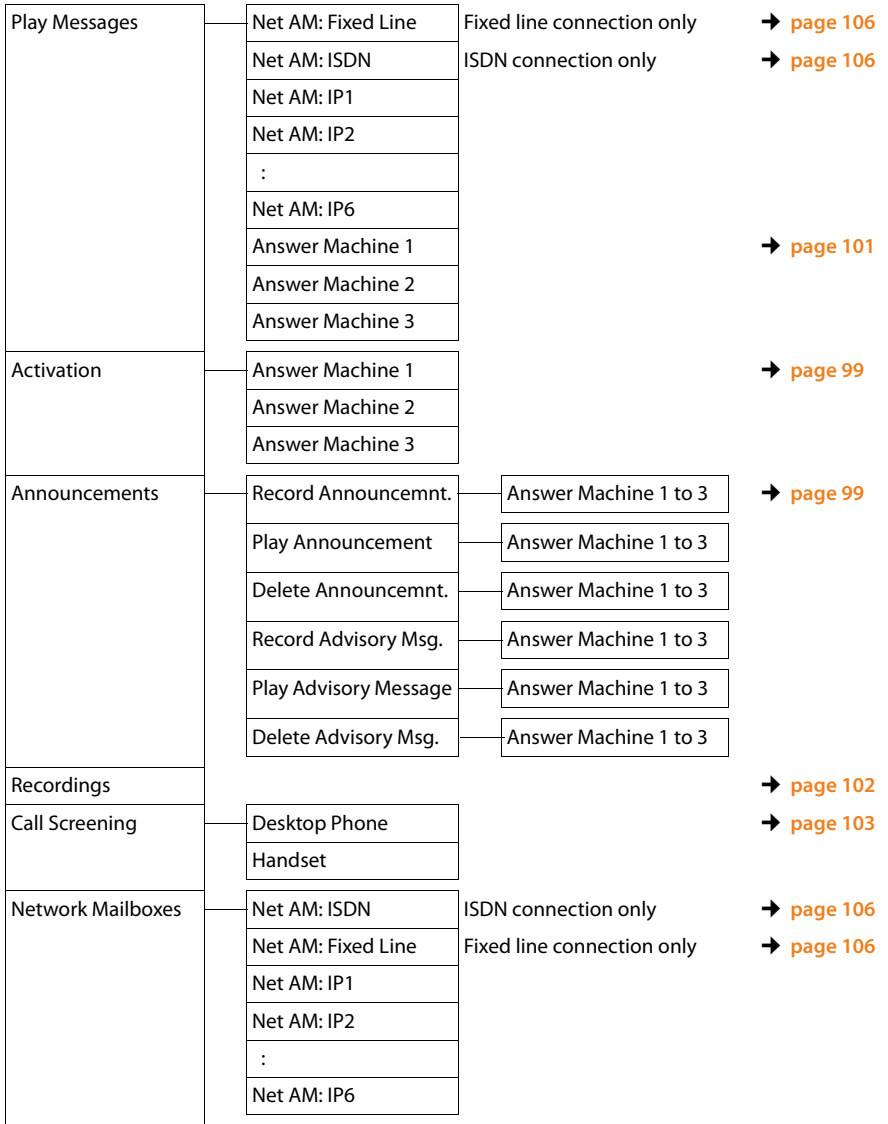 Play Messages Net AM: Fixed Line Fixed line connection only ➔ page 106
Net AM: ISDN ISDN connection only ➔ page 106
Net AM: IP1
Net AM: IP2
:
Net AM: IP6
Answer Machine 1 ➔ page 101
Answer Machine 2
Answer Machine 3
Activation Answer Machine 1 ➔ page 99
Answer Machine 2
Answer Machine 3
Announcements Record Announcemnt. Answer Machine 1 to 3 ➔ page 99
Play Announcement Answer Machine 1 to 3
Delete Announcemnt. Answer Machine 1 to 3
Record Advisory Msg. Answer Machine 1 to 3
Play Advisory Message Answer Machine 1 to 3
Delete Advisory Msg. Answer Machine 1 to 3
Recordings ➔ page 102
Call Screening Desktop Phone ➔ page 103
Handset
Network Mailboxes Net AM: ISDN ISDN connection only ➔ page 106
Net AM: Fixed Line Fixed line connection only ➔ page 106
Net AM: IP1
Net AM: IP2
:
Net AM: IP6